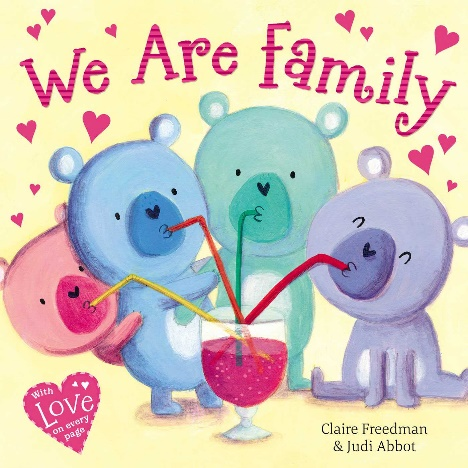 We Are Family
With
Love
on every
page
Claire Freedman
& Judi Abbot